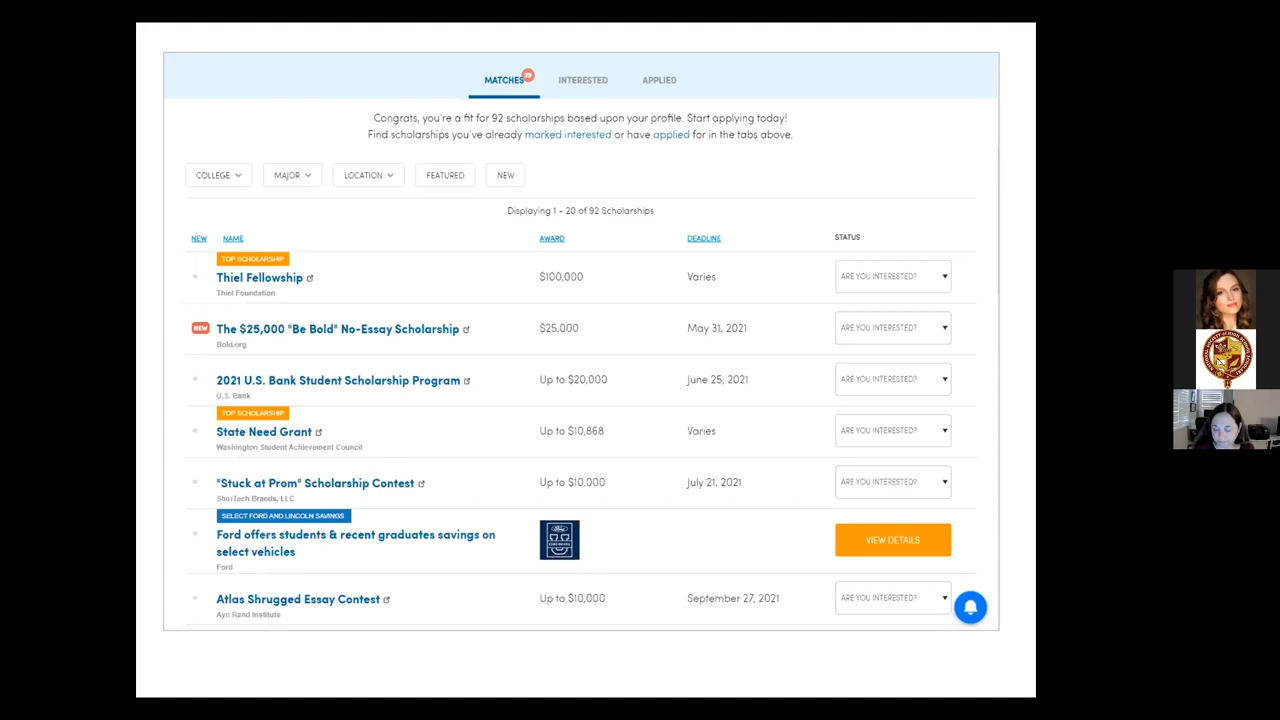 MATCHES
INTERESTED
APPLIED
Congrats, you're a fit for 92 scholarships based upon your profile. Start applying today!
Find scholarships you've already marked interested or have applied for in the tabs above.
COLLEGE
MAJOR
LOCATION
FEATURED
NEW
Displaying 1 - 20 of 92 Scholarships
NEW NAME AWARD DEADLINE STATUS
TOP SCHOLARSHIP
Thiel Fellowship $100,000 Varies ARE YOU INTERESTED?
Thiel Foundation
NEW The $25,000 "Be Bold" No-Essay Scholarship $25,000 May 31, 2021 ARE YOU INTERESTED?
Bold.org
2021 U.S. Bank Student Scholarship Program Up to $20,000 June 25, 2021 ARE YOU INTERESTED?
U.S. Bank
TOP SCHOLARSHIP
State Need Grant Up to $10,868 Varies ARE YOU INTERESTED?
Washington Student Achievement Council
"Stuck at Prom" Scholarship Contest Up to $10,000 July 21, 2021 ARE YOU INTERESTED?
ShurTech Brands, LLC
SELECT FORD AND LINCOLN SAVINGS
Ford offers students & recent graduates savings on
select vehicles
VIEW DETAILS
Ford
Atlas Shrugged Essay Contest Up to $10,000 September 27, 2021 ARE YOU INTERESTED?
Ayn Rand Institute